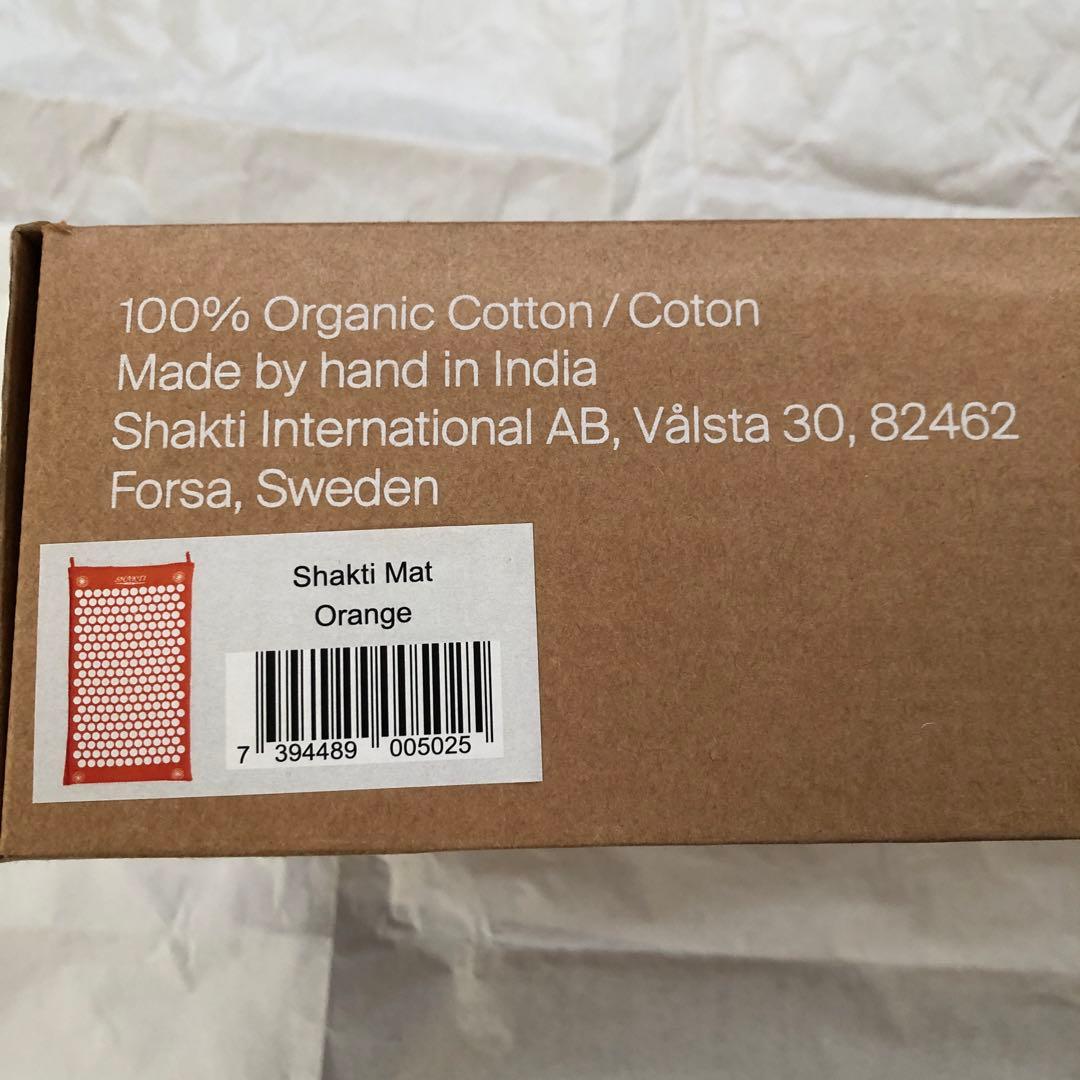 100% Organic Cotton / Coton
Made by hand in India
Shakti International AB, Vålsta 30, 82462
Forsa, Sweden
SHAKTI
Shakti Mat
Orange
7 394489 005025